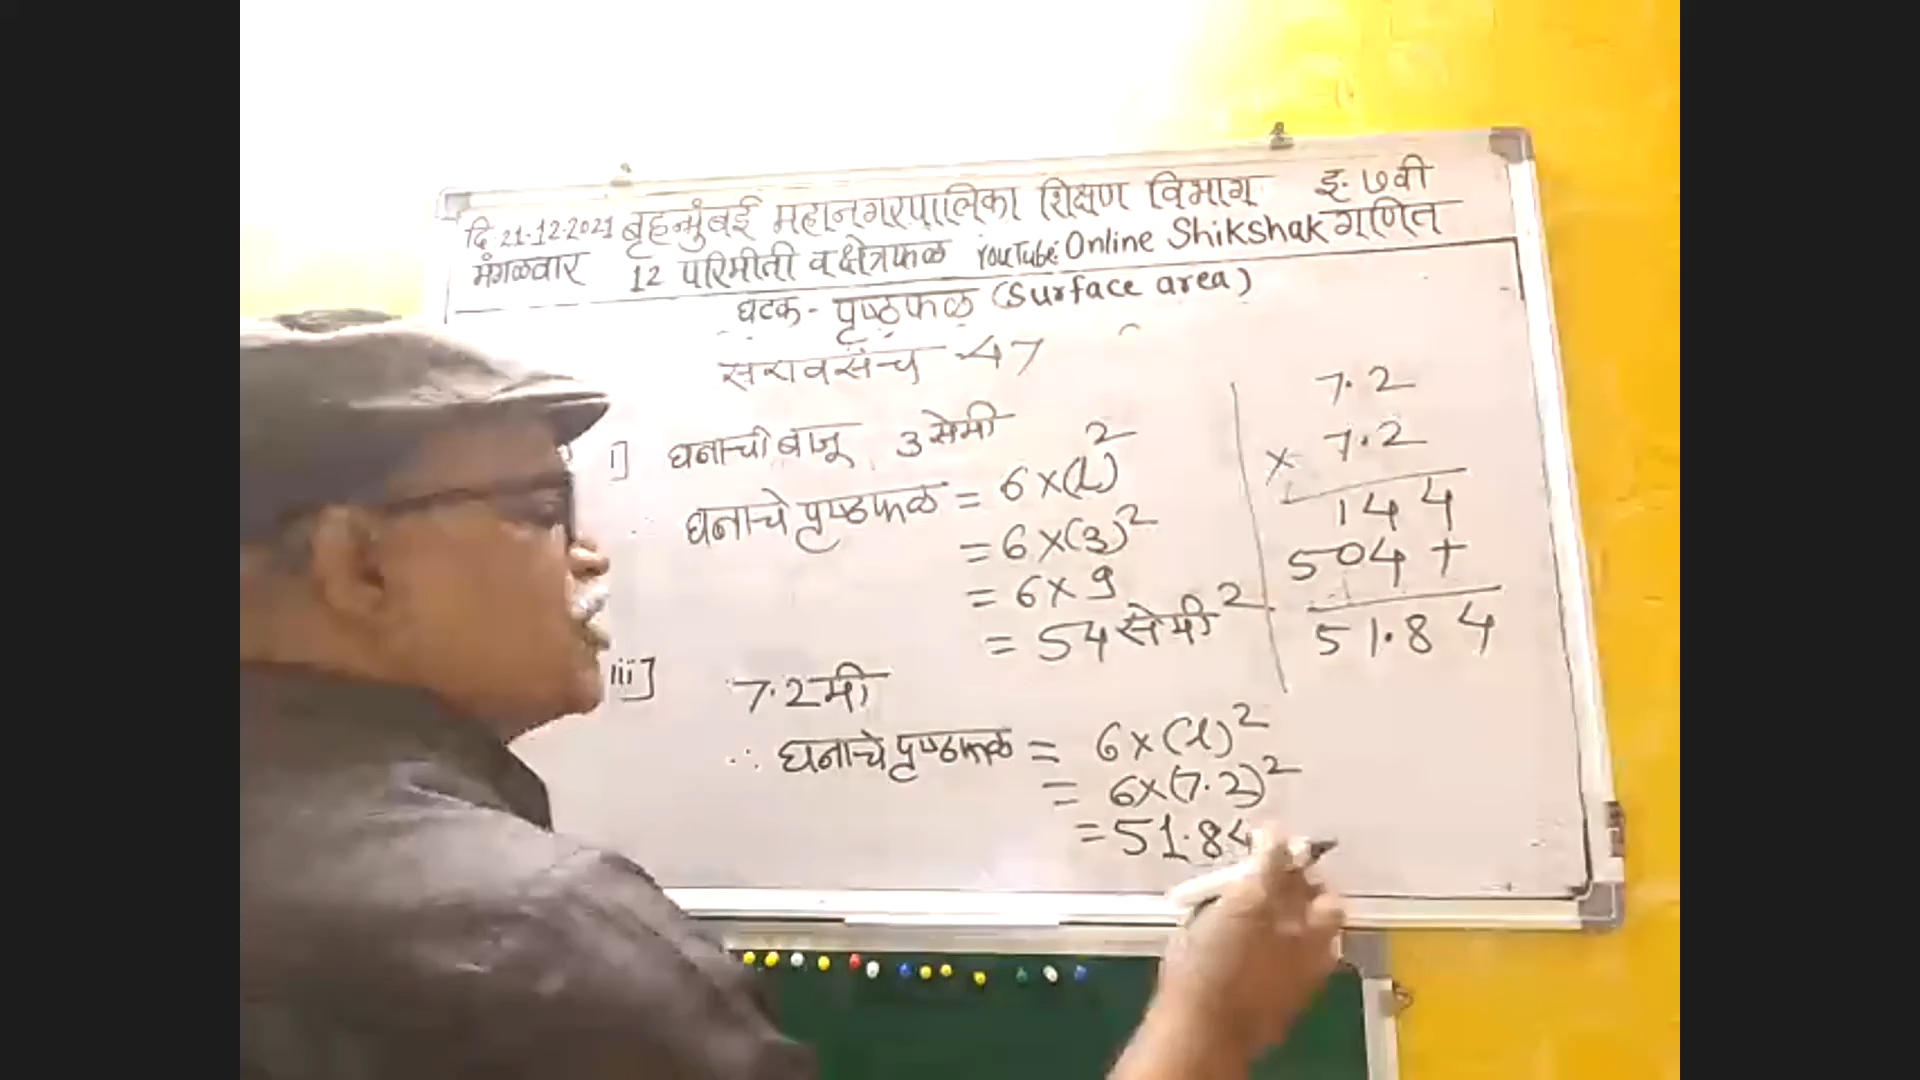 दि.21.12.2021 बृहन्मुंबई महानगरपालिका शिक्षण विभाग इ. ७वी
मंगळवार 12 परिमीती व क्षेत्रफळ YouTube: Online Shikshak गणित
घटक - पृष्ठफळ (Surface area)
सरावसंच 47
i] घनाची बाजू 3 सेमी
घनाचे पृष्ठफळ = 6×(l)²
= 6×(3)²
= 6×9
= 54 सेमी²
iii] 7.2 मी
∴ घनाचे पृष्ठफळ = 6×(l)²
= 6×(7.2)²
= 51.84
7.2
× 7.2
144
504+
51.84